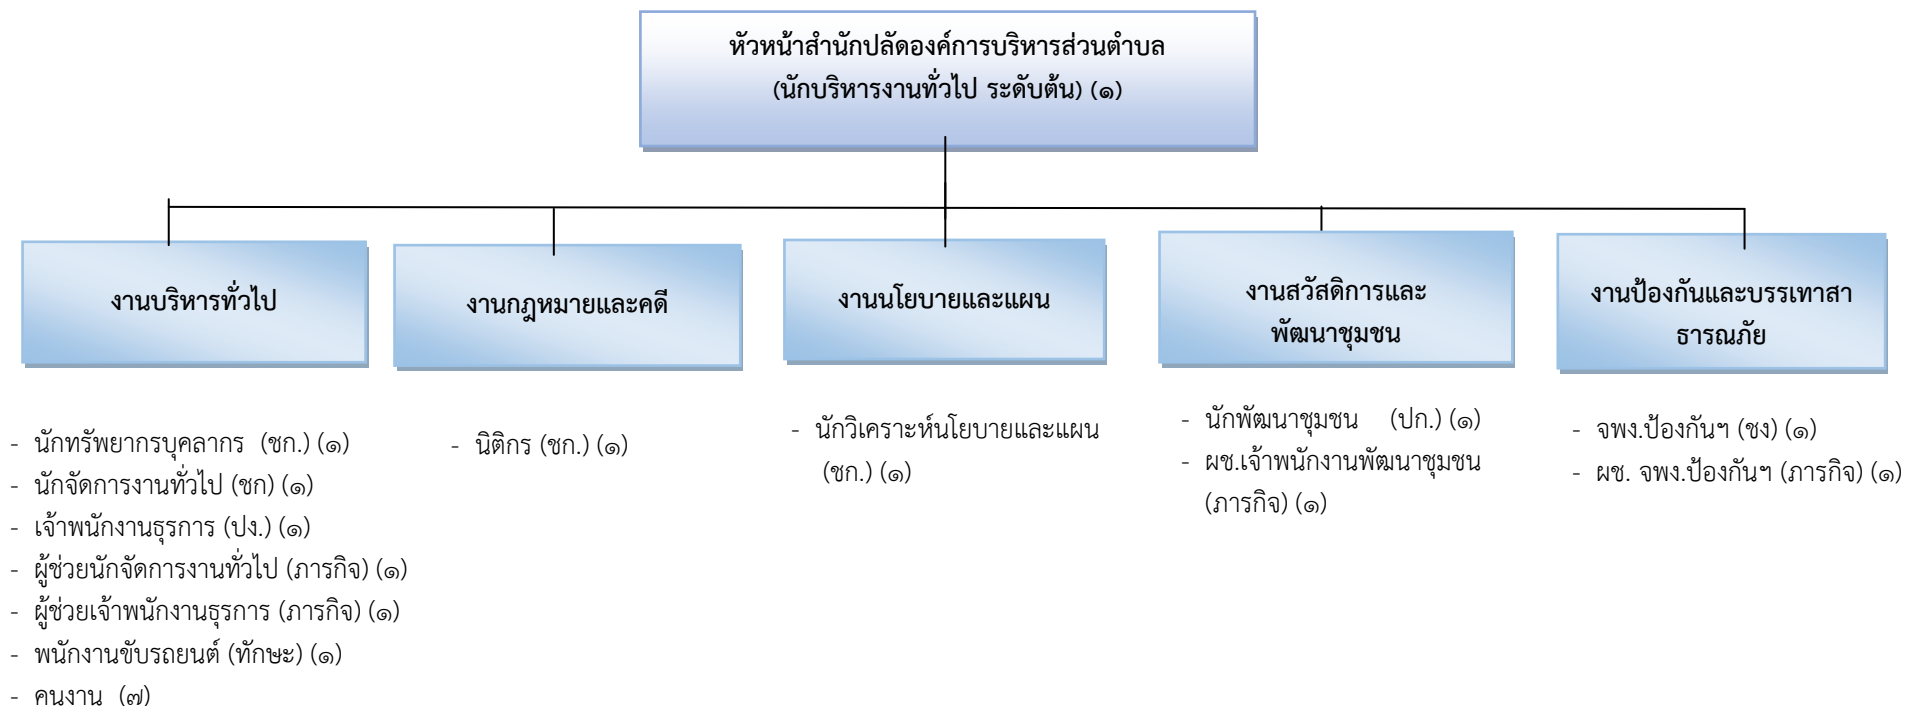 หัวหน้าสำนักปลัดองค์การบริหารส่วนตำบล
(นักบริหารงานทั่วไป ระดับต้น) (๑)
งานบริหารทั่วไป
- นักทรัพยากรบุคลากร (ชก.) (๑)
- นักจัดการงานทั่วไป (ชก) (๑)
- เจ้าพนักงานธุรการ (ปง.) (๑)
- ผู้ช่วยนักจัดการงานทั่วไป (ภารกิจ) (๑)
- ผู้ช่วยเจ้าพนักงานธุรการ (ภารกิจ) (๑)
- พนักงานขับรถยนต์ (ทักษะ) (๑)
- คนงาน (๗)
งานกฎหมายและคดี
- นิติกร (ชก.) (๑)
งานนโยบายและแผน
- นักวิเคราะห์นโยบายและแผน
(ชก.) (๑)
งานสวัสดิการและ
พัฒนาชุมชน
- นักพัฒนาชุมชน (ปก.) (๑)
- ผช.เจ้าพนักงานพัฒนาชุมชน
(ภารกิจ) (๑)
งานป้องกันและบรรเทาสา
ธารณภัย
- จพง.ป้องกันฯ (ชง) (๑)
- ผช. จพง.ป้องกันฯ (ภารกิจ) (๑)